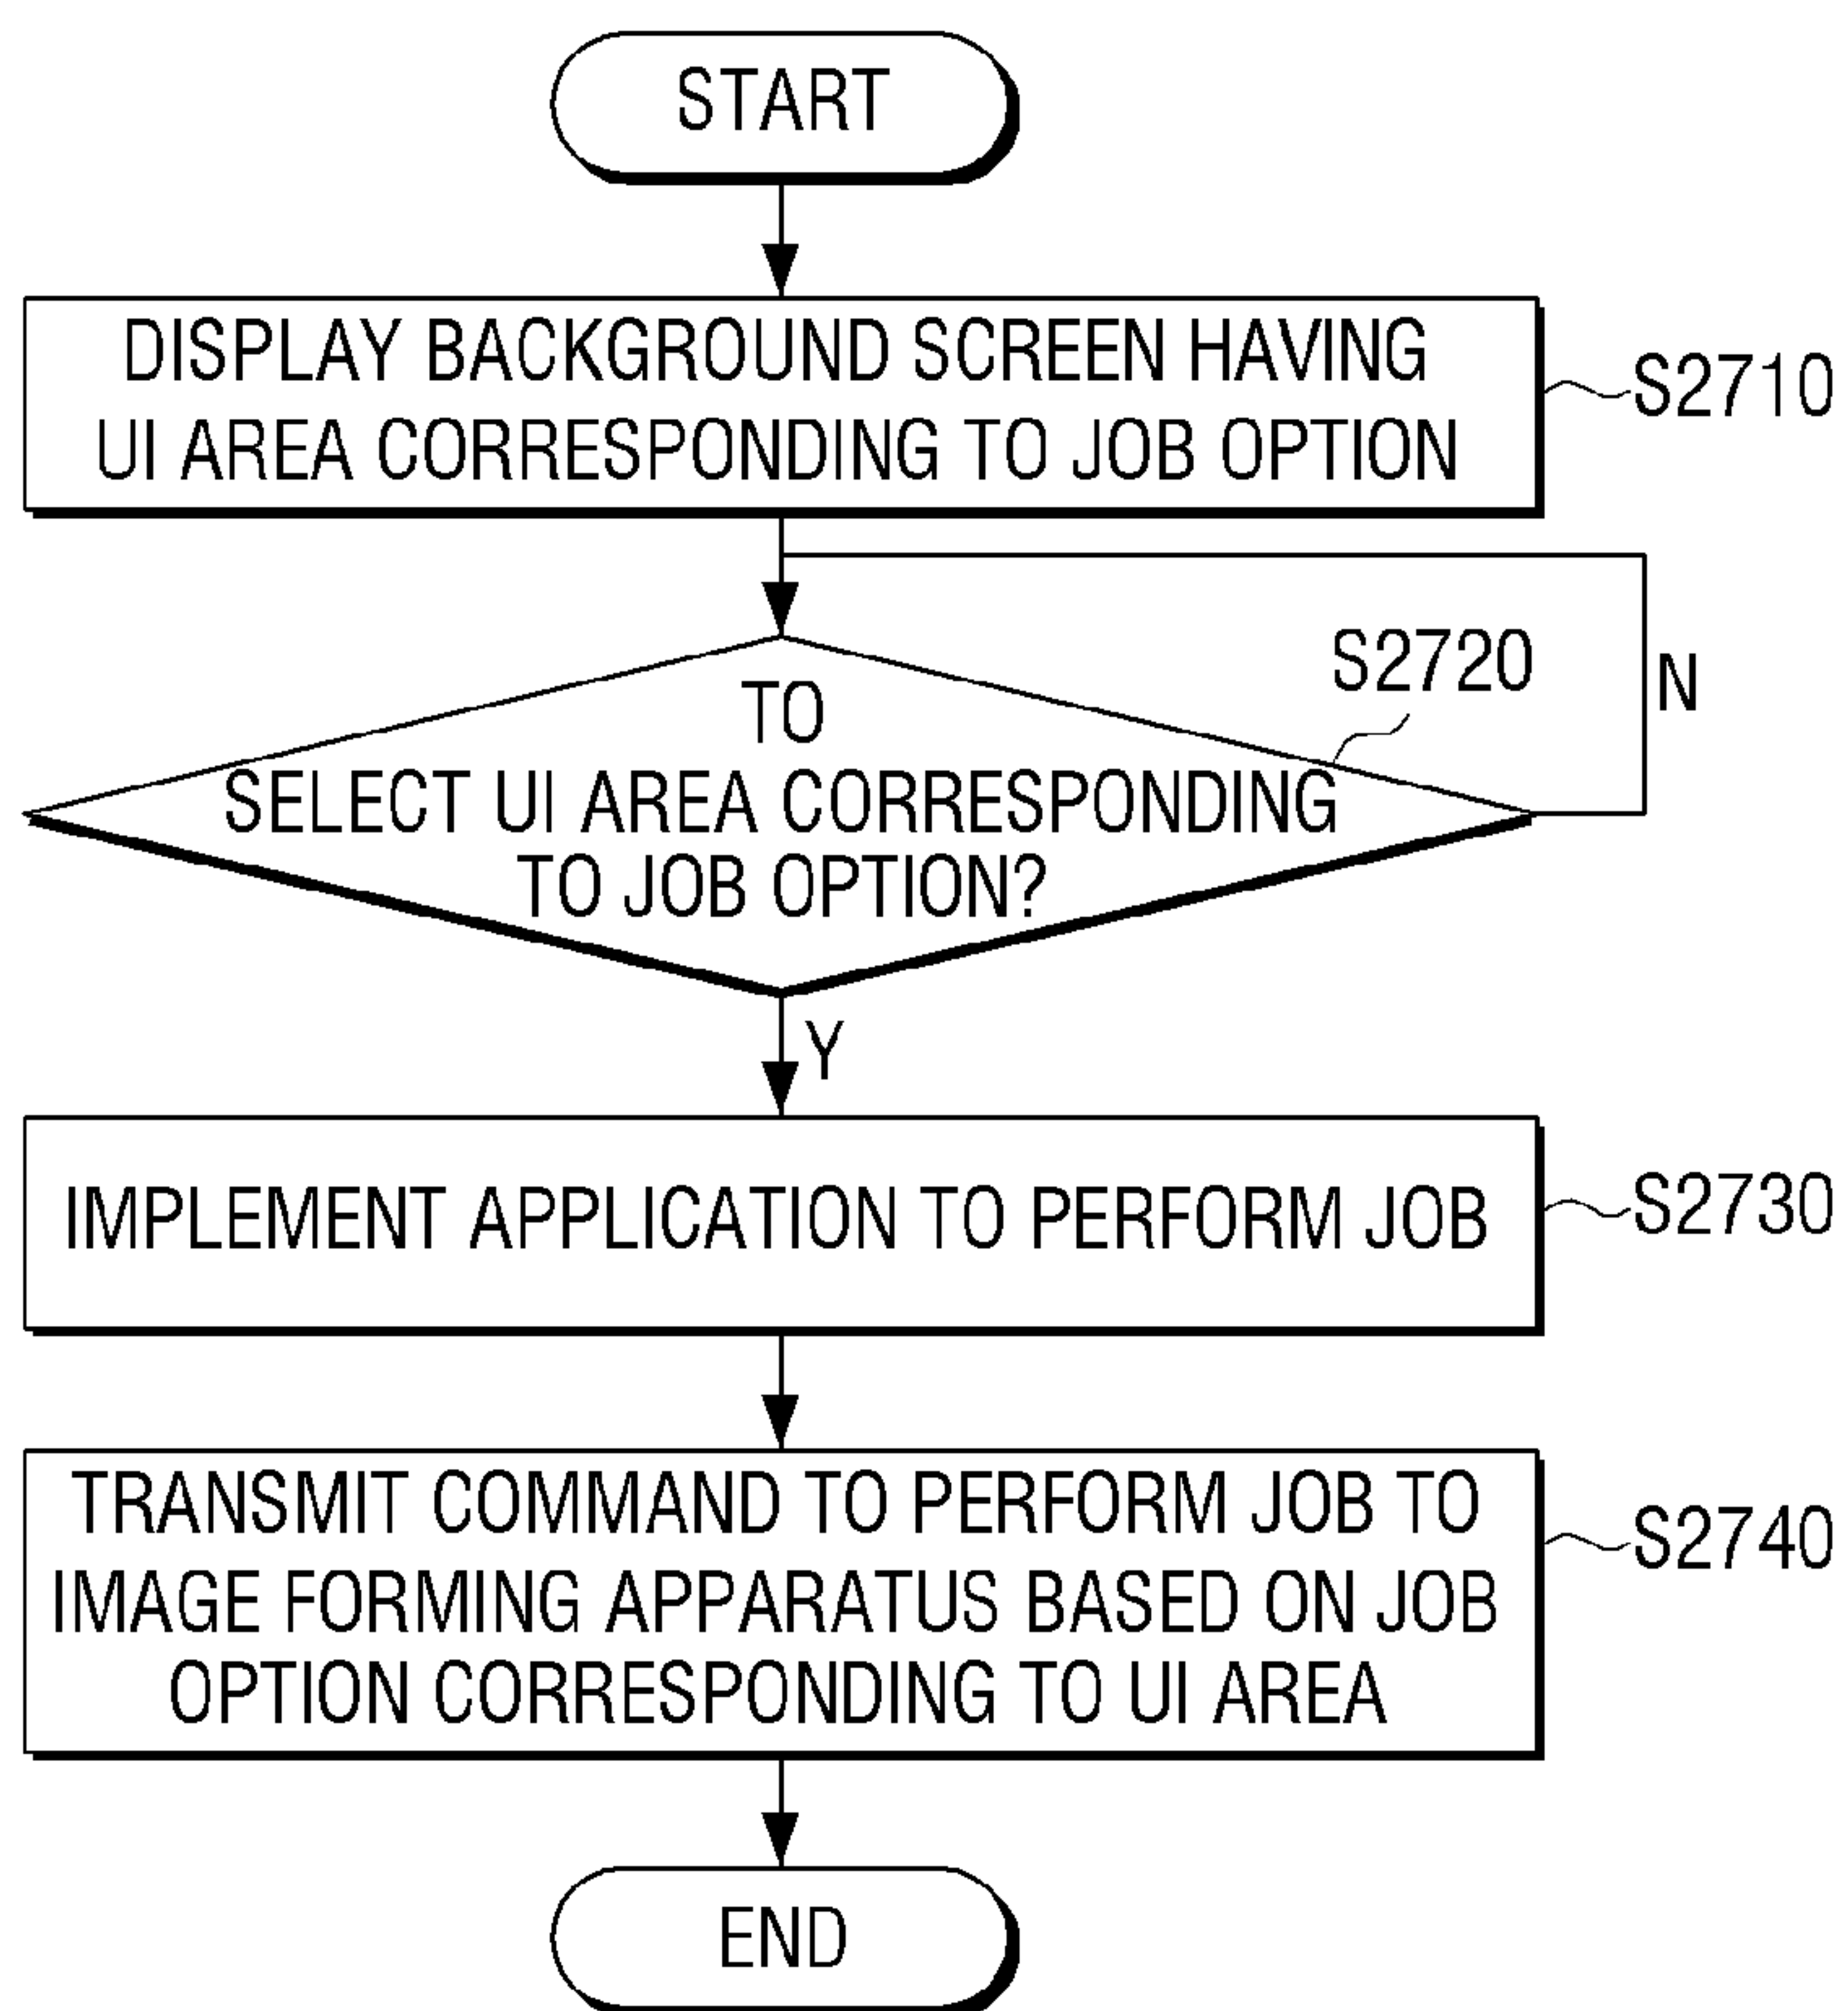 START
DISPLAY BACKGROUND SCREEN HAVING
UI AREA CORRESPONDING TO JOB OPTION
S2710
S2720
N
TO
SELECT UI AREA CORRESPONDING
TO JOB OPTION?
Y
IMPLEMENT APPLICATION TO PERFORM JOB
S2730
TRANSMIT COMMAND TO PERFORM JOB TO
IMAGE FORMING APPARATUS BASED ON JOB
OPTION CORRESPONDING TO UI AREA
S2740
END